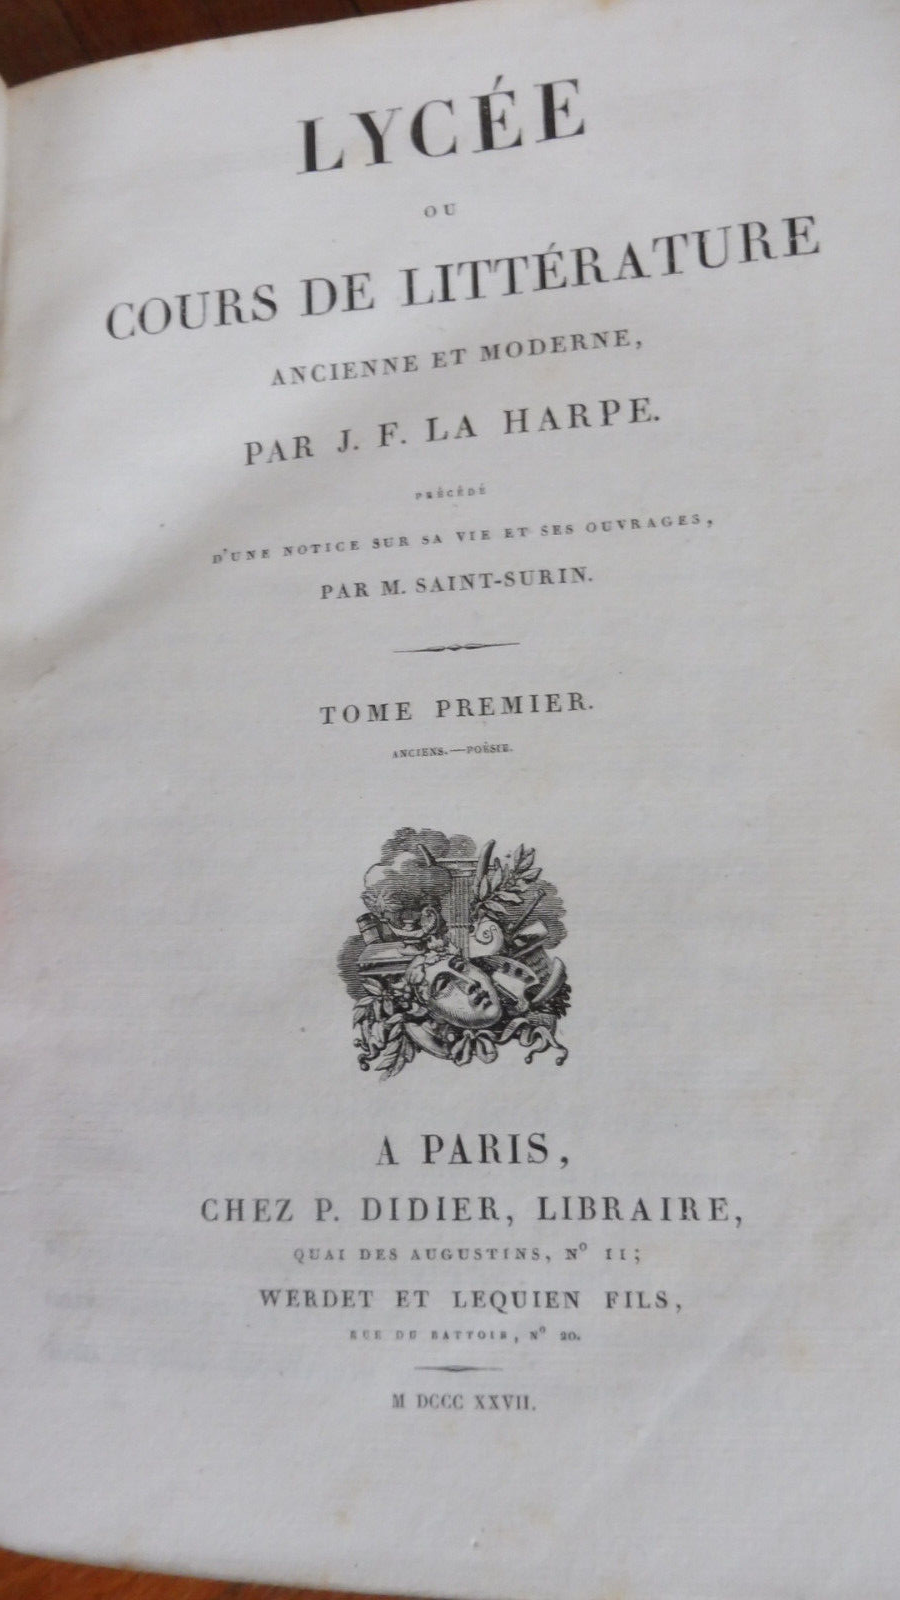 LYCÉE
OU
COURS DE LITTÉRATURE
ANCIENNE ET MODERNE,
PAR J. F. LA HARPE.
PRÉCÉDÉ
D'UNE NOTICE SUR SA VIE ET SES OUVRAGES,
PAR M. SAINT-SURIN.
TOME PREMIER.
ANCIENS.—POÉSIE.
A PARIS,
CHEZ P. DIDIER, LIBRAIRE,
QUAI DES AUGUSTINS, Nº 11;
WERDET ET LEQUIEN FILS,
RUE DU BATTOIR, Nº 20.
M DCCC XXVII.